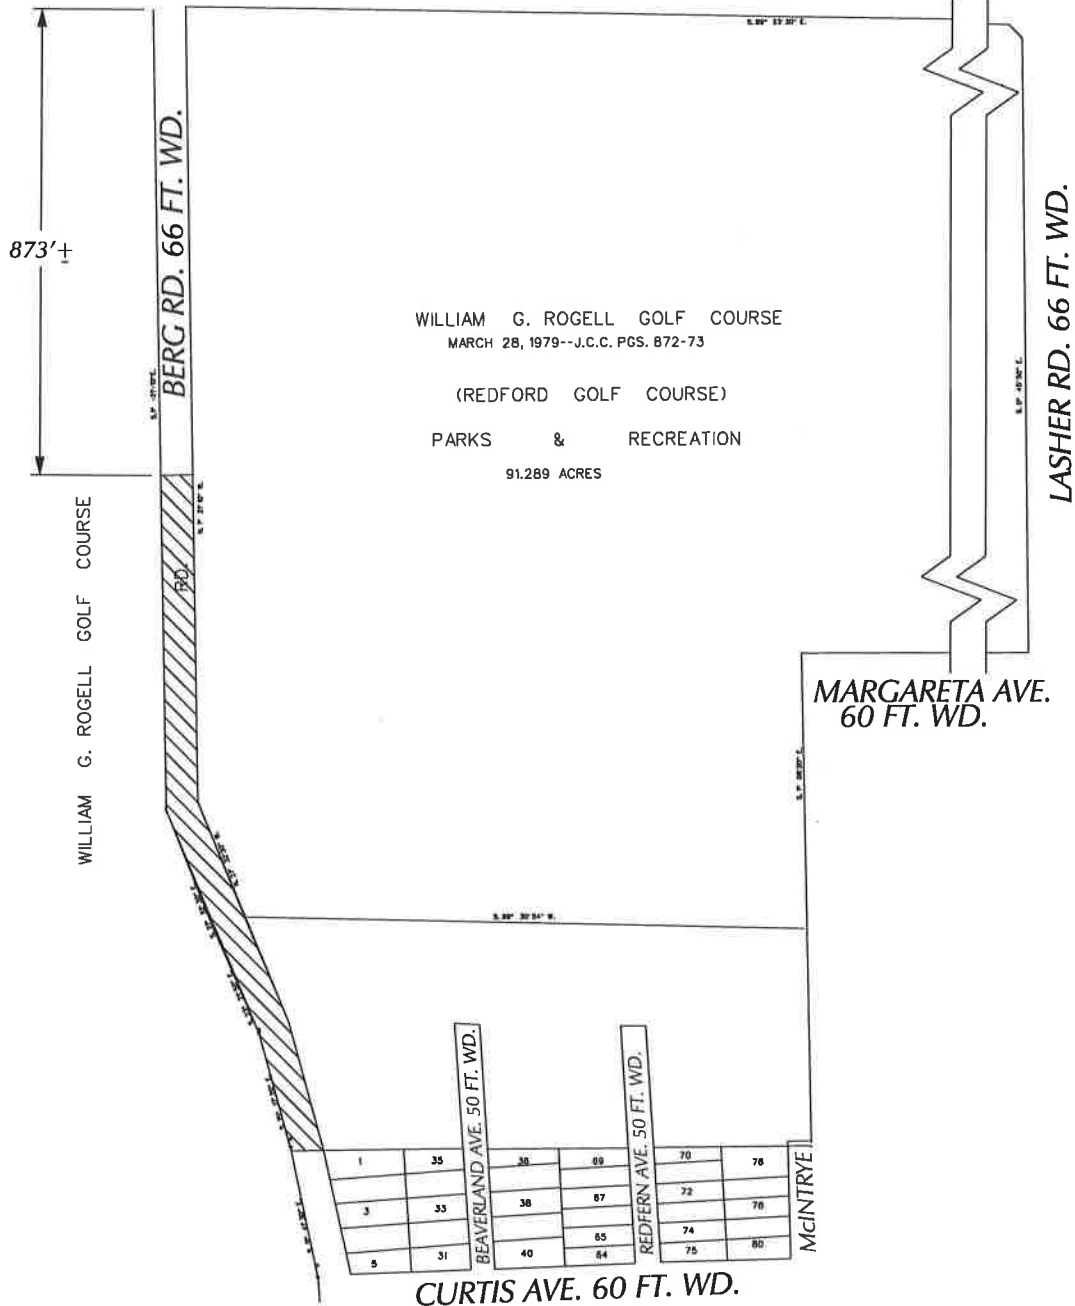 873'±
BERG RD. 66 FT. WD.
LASHER RD. 66 FT. WD.
WILLIAM G. ROGELL GOLF COURSE
MARCH 28, 1979--J.C.C. PGS. 872-73
(REDFORD GOLF COURSE)
PARKS & RECREATION
91.289 ACRES
WILLIAM G. ROGELL GOLF COURSE
RD.
MARGARETA AVE.
60 FT. WD.
BEAVERLAND AVE. 50 FT. WD.
REDFERN AVE. 50 FT. WD.
McINTRYE
1 35 69 70
3 33 38 67 72
65 74
5 31 40 64 75 80
CURTIS AVE. 60 FT. WD.